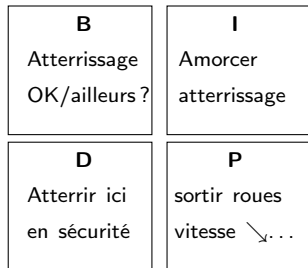 B
Atterrissage
OK/ailleurs ?
I
Amorcer
atterrissage
D
Atterrir ici
en sécurité
P
sortir roues
vitesse ↘...